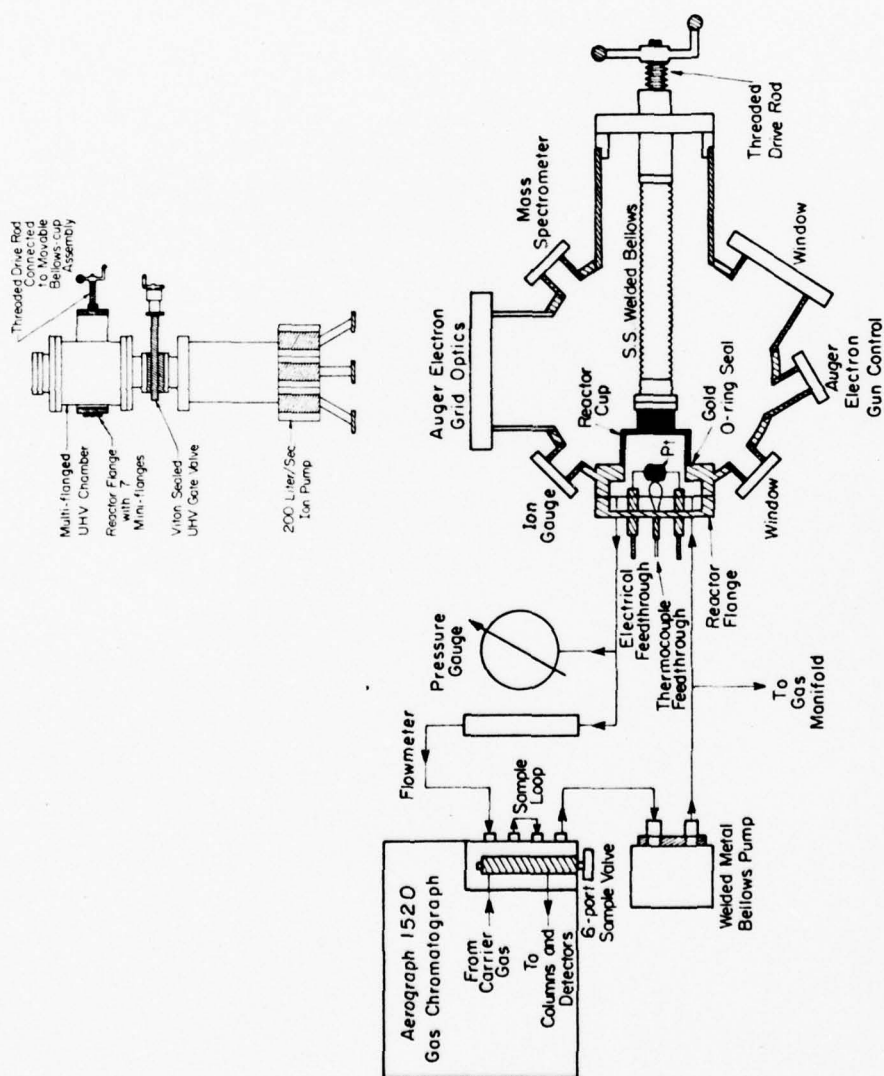 Threaded Drive Rod
Connected
to Movable
Bellows-cup
Assembly
Multi-flanged
UHV Chamber
Reactor Flange
with 7
Mini-flanges
Viton Sealed
UHV Gate Valve
200 Liter/Sec
Ion Pump
Aerograph 1520
Gas Chromatograph
From
Carrier
Gas
To
Columns and
Detectors
6-port
Sample Valve
Sample
Loop
Flowmeter
Pressure
Gauge
Welded Metal
Bellows Pump
To
Gas
Manifold
Electrical
Feedthrough
Thermocouple
Feedthrough
Reactor
Flange
Ion
Gauge
Auger Electron
Grid Optics
Mass
Spectrometer
Reactor
Cup
Pt
Gold
O-ring Seal
S.S Welded Bellows
Window
Auger
Electron
Gun Control
Window
Threaded
Drive Rod